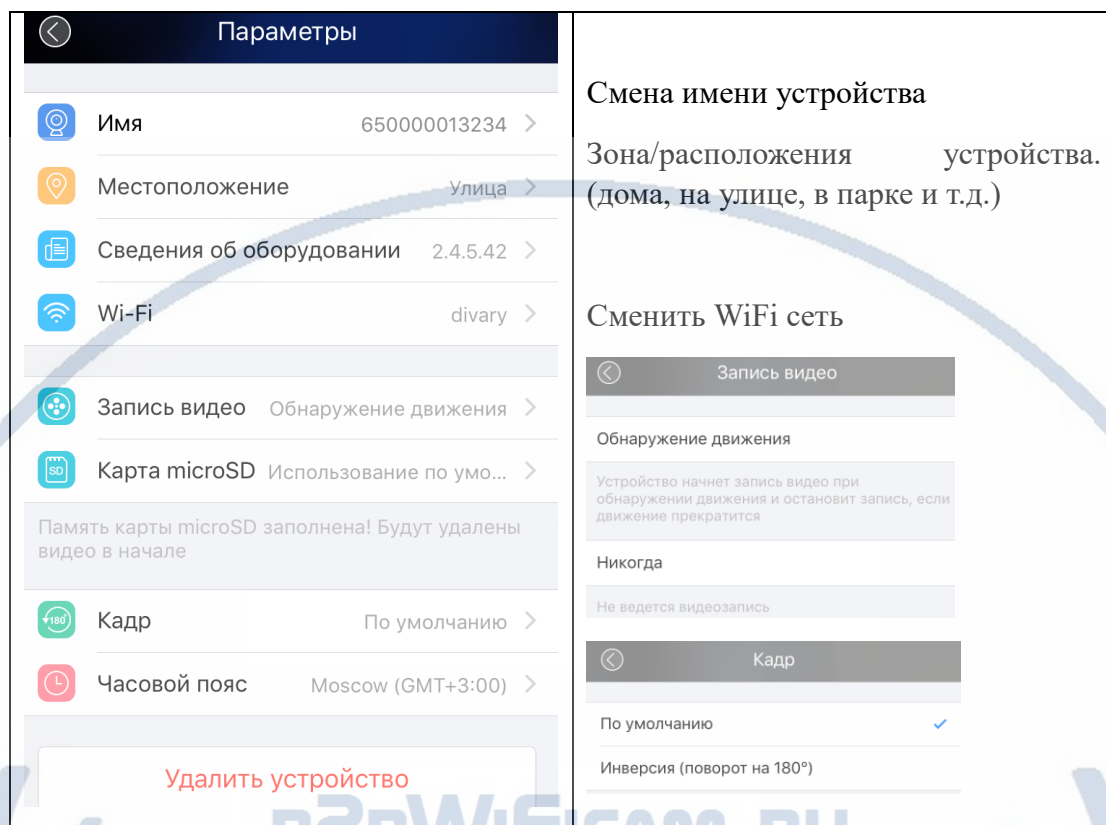 Параметры
Имя 650000013234
Местоположение Улица
Сведения об оборудовании 2.4.5.42
Wi-Fi divary
Запись видео Обнаружение движения
SD
Карта microSD Использование по умо...
Память карты microSD заполнена! Будут удалены
видео в начале
180°
Кадр По умолчанию
Часовой пояс Moscow (GMT+3:00)
Удалить устройство
Смена имени устройства
Зона/расположения устройства.
(дома, на улице, в парке и т.д.)
Сменить WiFi сеть
Запись видео
Обнаружение движения
Устройство начнет запись видео при
обнаружении движения и остановит запись, если
движение прекратится
Никогда
Не ведется видеозапись
Кадр
По умолчанию
Инверсия (поворот на 180°)